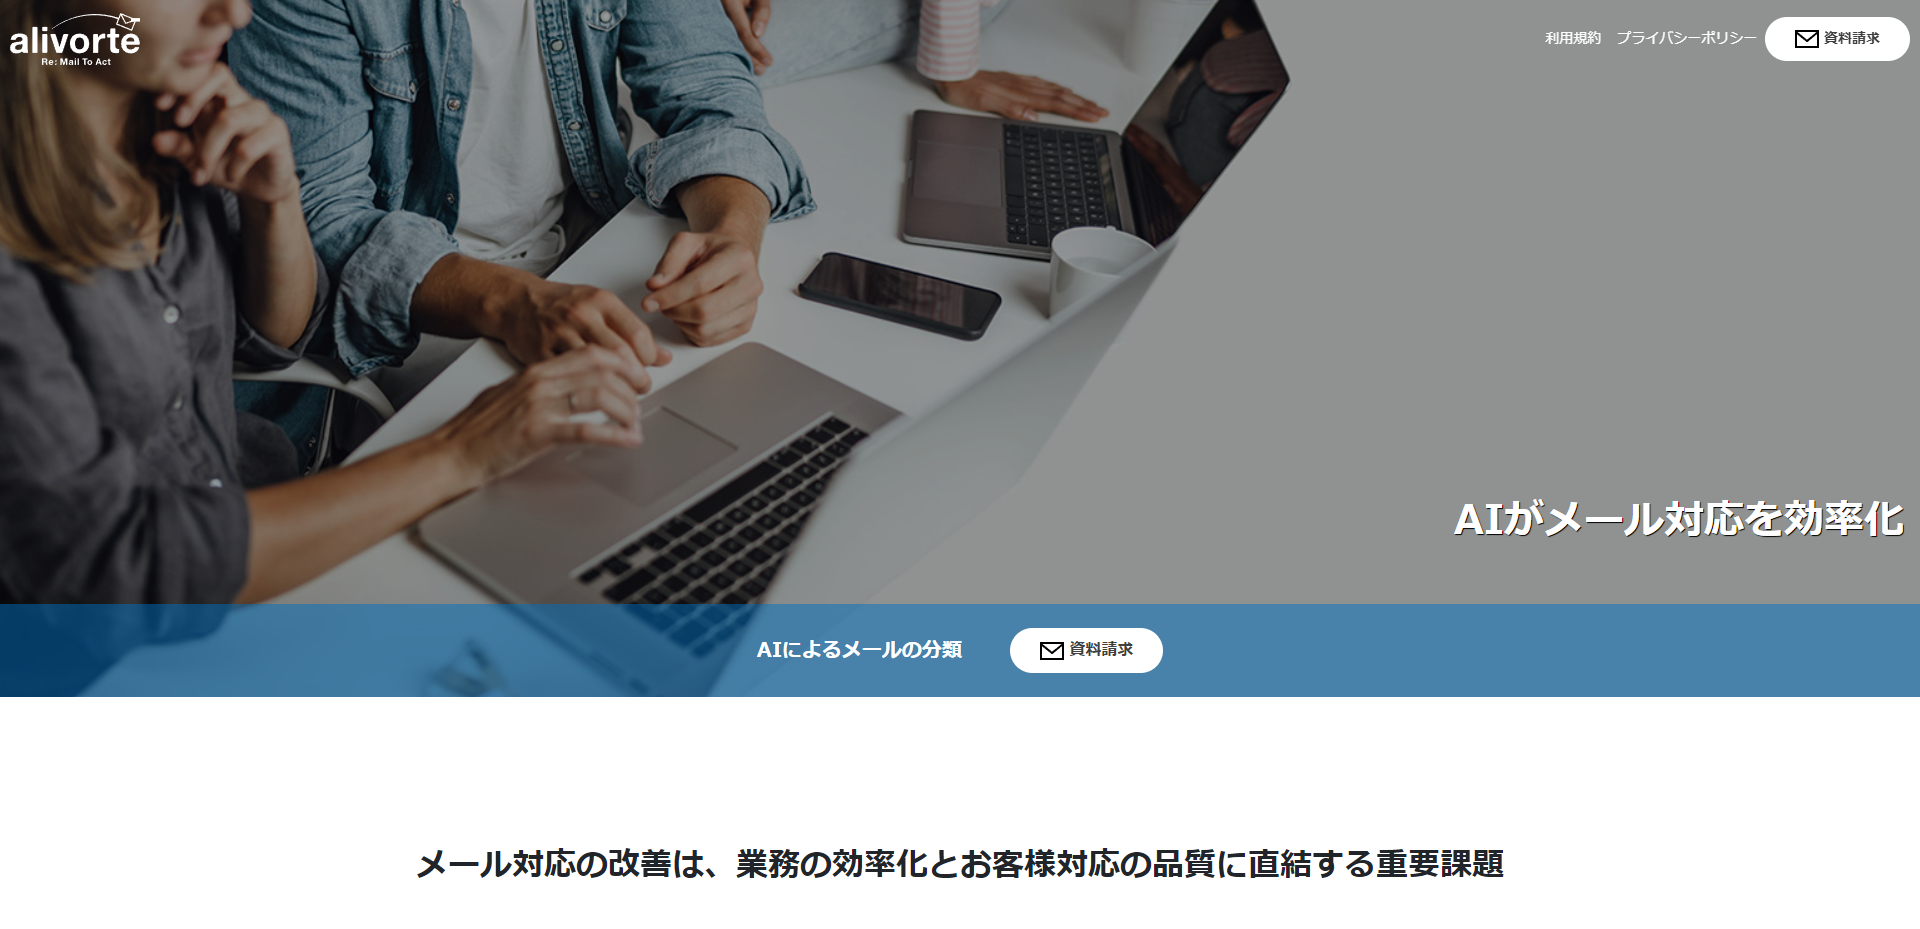 alivorte
Re: Mail To Act
利用規約 プライバシーポリシー 資料請求
AIがメール対応を効率化
AIによるメールの分類 資料請求
メール対応の改善は、業務の効率化とお客様対応の品質に直結する重要課題